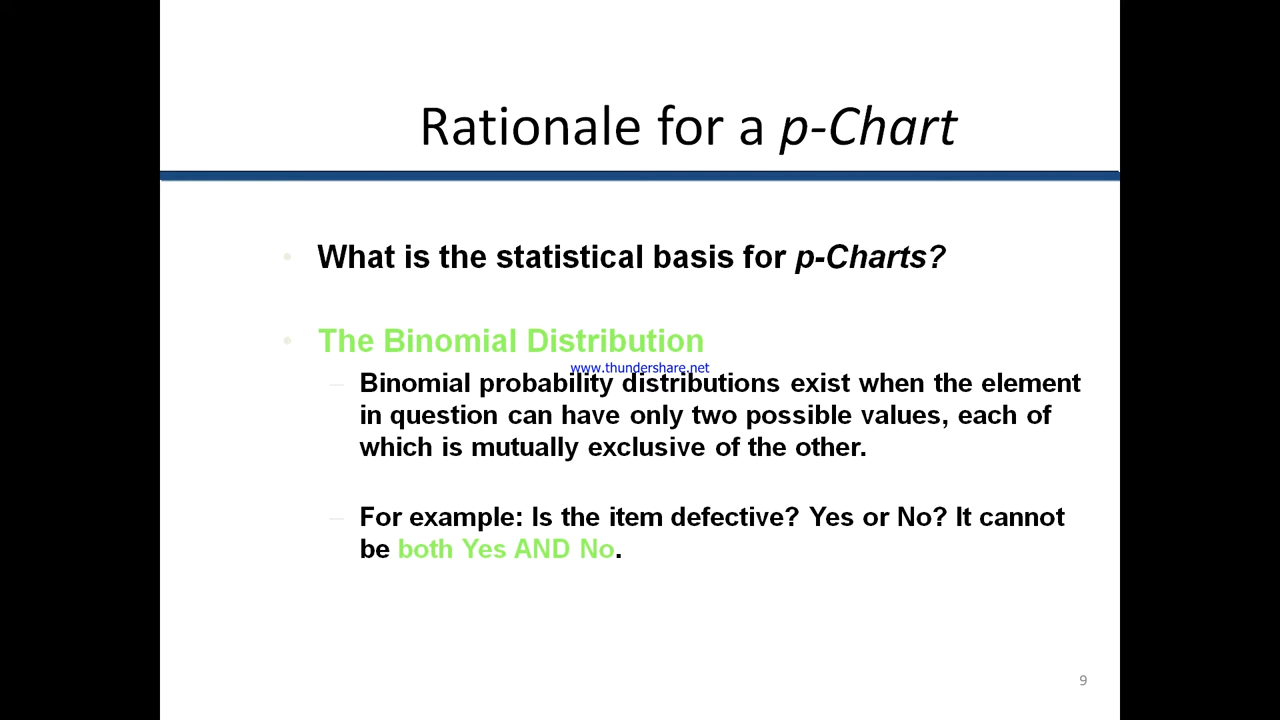 Rationale for a p-Chart
What is the statistical basis for p-Charts?
The Binomial Distribution
www.thundershare.net
Binomial probability distributions exist when the element
in question can have only two possible values, each of
which is mutually exclusive of the other.
For example: Is the item defective? Yes or No? It cannot
be both Yes AND No.
9